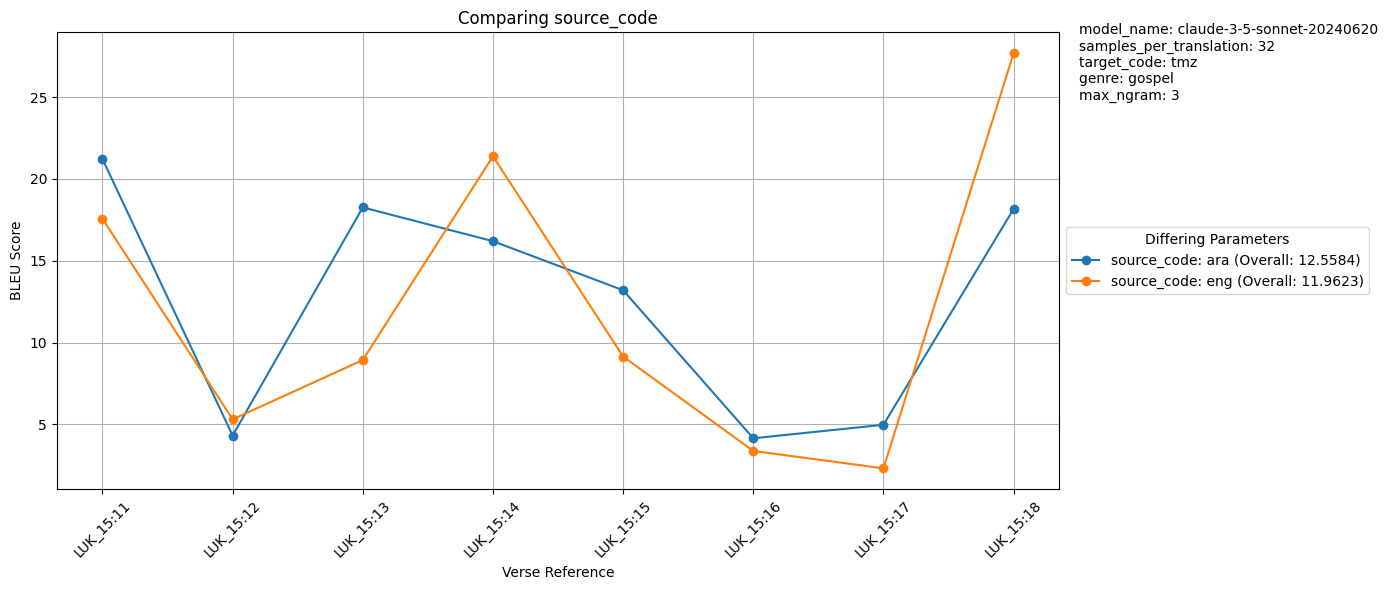 Comparing source_code
model_name: claude-3-5-sonnet-20240620
samples_per_translation: 32
target_code: tmz
genre: gospel
max_ngram: 3
BLEU Score
25
20
15
10
5
Differing Parameters
source_code: ara (Overall: 12.5584)
source_code: eng (Overall: 11.9623)
LUK_15:11
LUK_15:12
LUK_15:13
LUK_15:14
LUK_15:15
LUK_15:16
LUK_15:17
LUK_15:18
Verse Reference